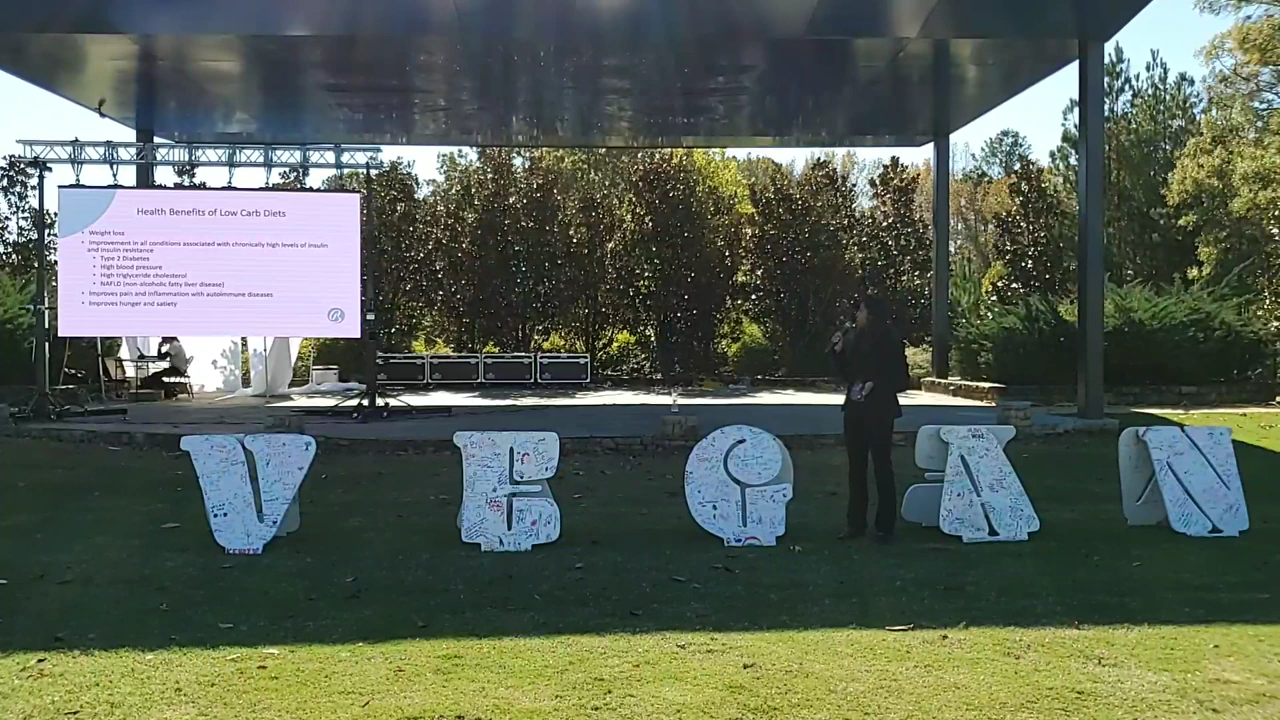 Health Benefits of Low Carb Diets
• Weight loss
• Improvement in all conditions associated with chronically high levels of insulin
and insulin resistance
• Type 2 Diabetes
• High blood pressure
• High triglyceride cholesterol
• NAFLD (non-alcoholic fatty liver disease)
• Improves pain and inflammation with autoimmune diseases
• Improves hunger and satiety
VEGAN